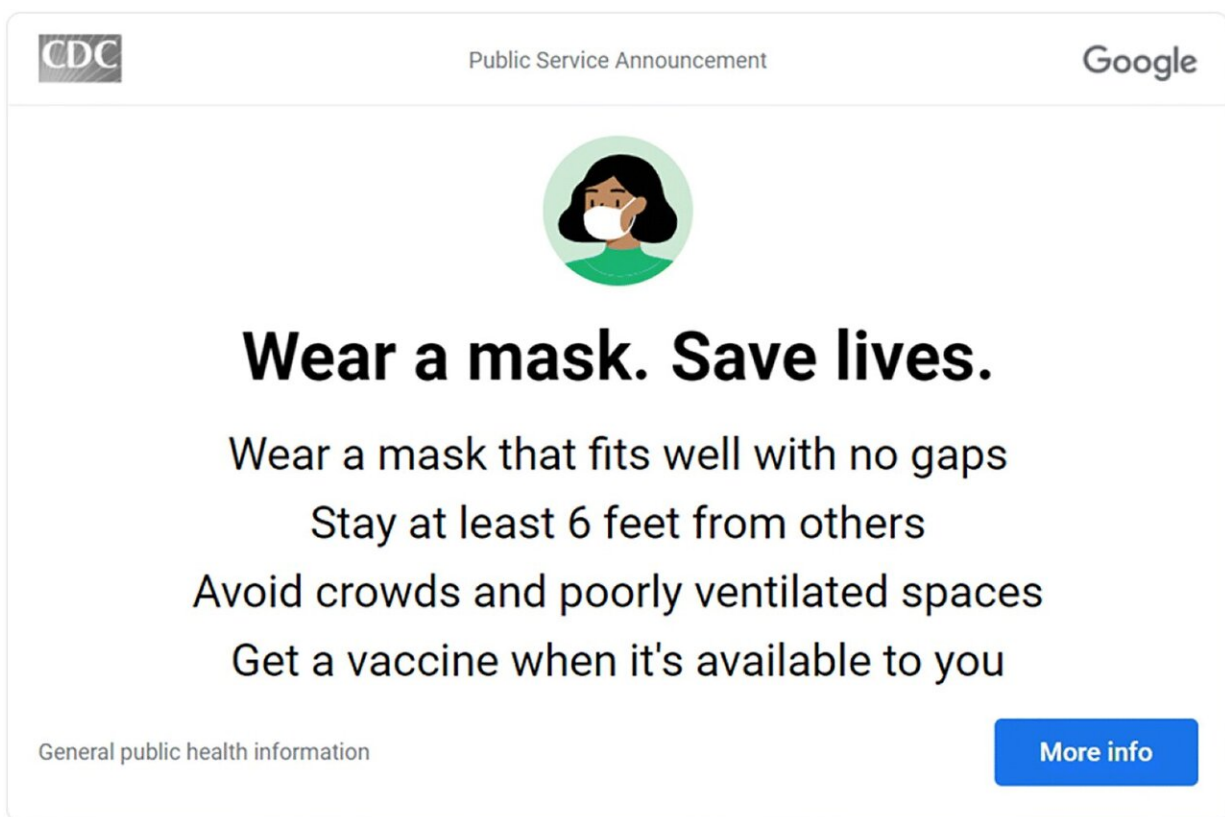 CDC
Public Service Announcement
Google
Wear a mask. Save lives.
Wear a mask that fits well with no gaps
Stay at least 6 feet from others
Avoid crowds and poorly ventilated spaces
Get a vaccine when it's available to you
General public health information
More info